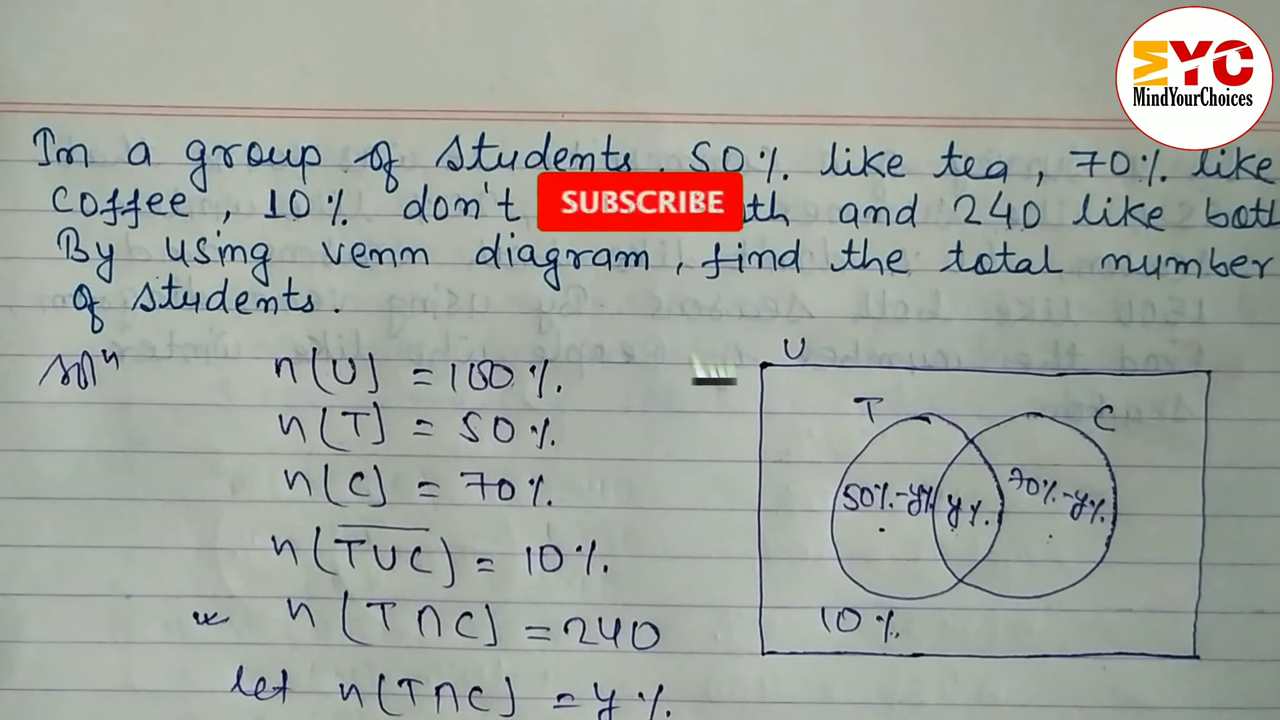 MYC
MindYourChoices
In a group of students, 50% like tea, 70% like
coffee, 10% don't
SUBSCRIBE
and 240 like both
By using venn diagram, find the total number
of students.
solⁿ
n(U) = 100%.
n(T) = 50%.
n(C) = 70%.
n(T∪C)‾ = 10%.
n(T∩C) = 240
let n(T∩C) = y%.
U
T
C
50%-y%
y%.
70%-y%.
10%.